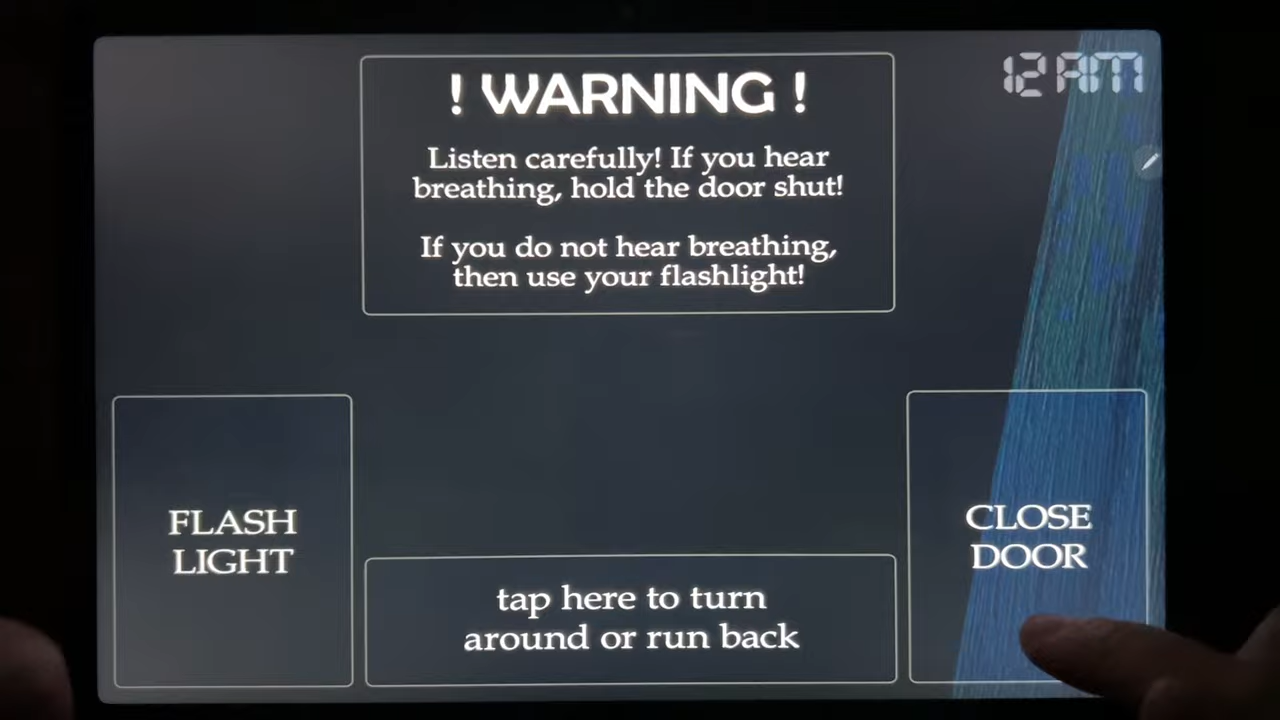 12 AM
! WARNING !
Listen carefully! If you hear
breathing, hold the door shut!
If you do not hear breathing,
then use your flashlight!
FLASH
LIGHT
CLOSE
DOOR
tap here to turn
around or run back